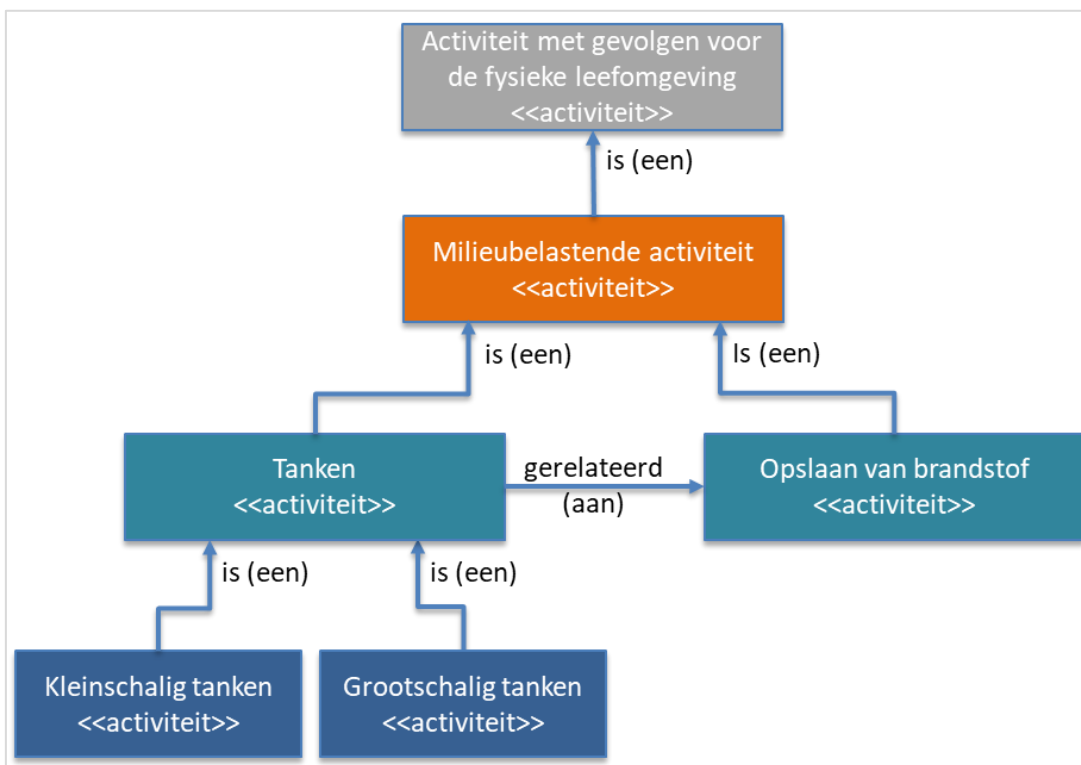 Activiteit met gevolgen voor
de fysieke leefomgeving
<<activiteit>>
is (een)
Milieubelastende activiteit
<<activiteit>>
is (een)
Is (een)
Tanken
<<activiteit>>
gerelateerd
(aan)
Opslaan van brandstof
<<activiteit>>
is (een)
is (een)
Kleinschalig tanken
<<activiteit>>
Grootschalig tanken
<<activiteit>>